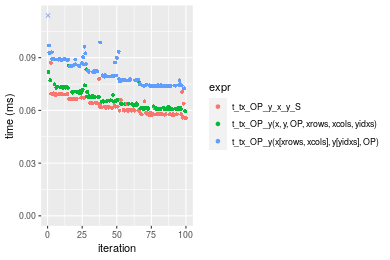 0.09
0.06
0.03
0.00
time (ms)
0
25
50
75
100
iteration
expr
t_tx_OP_y_x_y_S
t_tx_OP_y(x, y, OP, xrows, xcols, yidxs)
t_tx_OP_y(x[xrows, xcols], y[yidxs], OP)